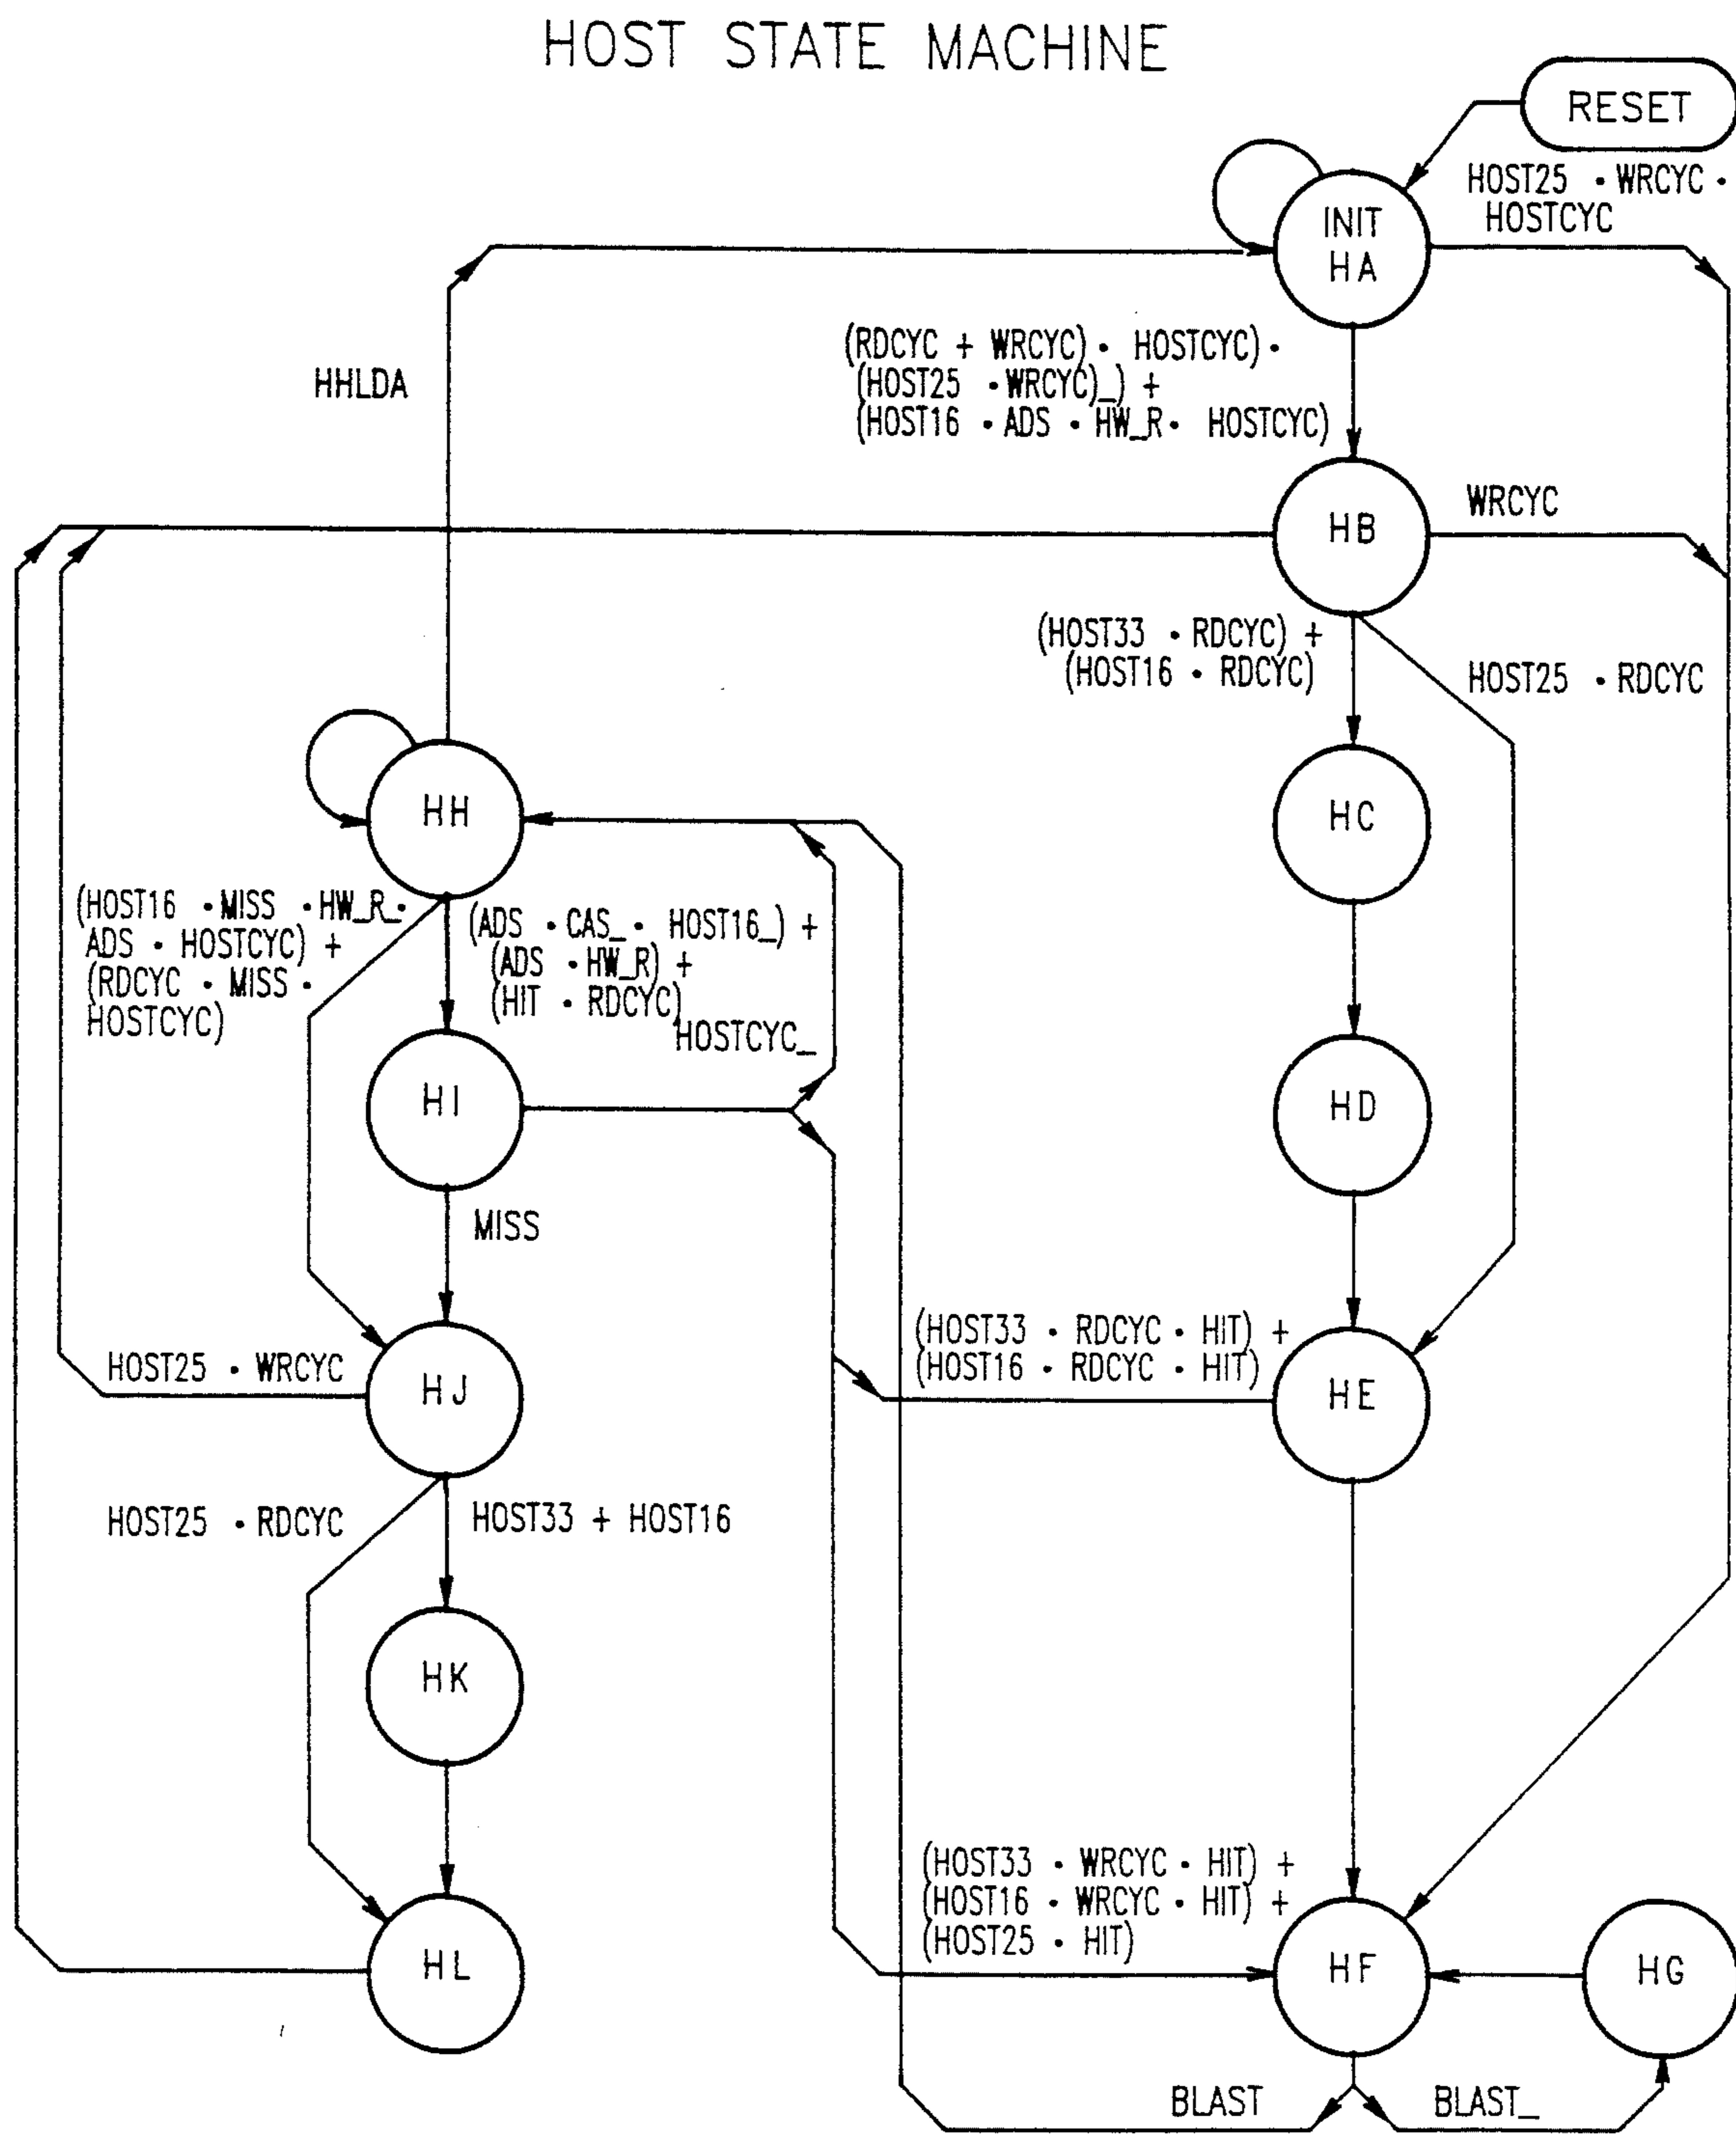 HOST STATE MACHINE
RESET
HOST25 · WRCYC ·
HOSTCYC
INIT
HA
(RDCYC + WRCYC) · HOSTCYC) ·
(HOST25 · WRCYC)_) +
(HOST16 · ADS · HW_R · HOSTCYC)
HHLDA
HB
WRCYC
(HOST33 · RDCYC) +
(HOST16 · RDCYC)
HOST25 · RDCYC
HH
HC
(HOST16 · MISS · HW_R_ ·
ADS · HOSTCYC) +
(RDCYC · MISS ·
HOSTCYC)
(ADS · CAS_ · HOST16_) +
(ADS · HW_R) +
(HIT · RDCYC)
HOSTCYC_
HI
HD
MISS
(HOST33 · RDCYC · HIT) +
(HOST16 · RDCYC · HIT)
HOST25 · WRCYC
HJ
HE
HOST25 · RDCYC
HOST33 + HOST16
HK
(HOST33 · WRCYC · HIT) +
(HOST16 · WRCYC · HIT) +
(HOST25 · HIT)
HL
HF
HG
BLAST
BLAST_